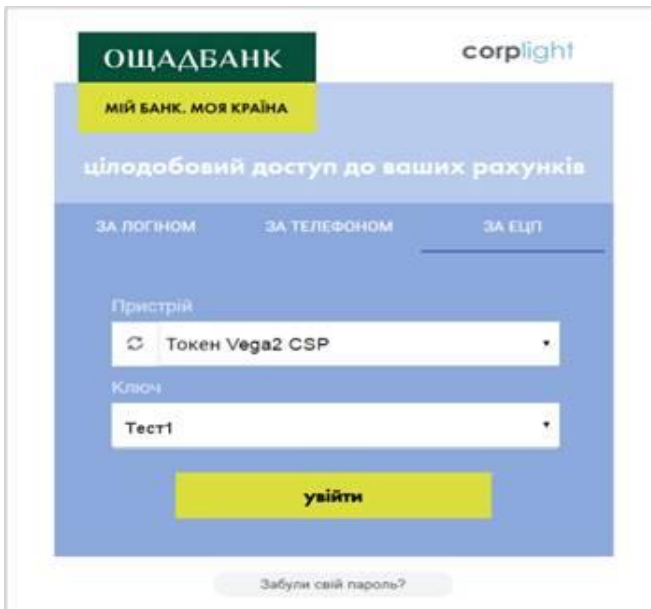 ОЩАДБАНК
corplight
МІЙ БАНК. МОЯ КРАЇНА
цілодобовий доступ до ваших рахунків
ЗА ЛОГІНОМ ЗА ТЕЛЕФОНОМ ЗА ЕЦП
Пристрій
Токен Vega2 CSP
Ключ
Тест1
увійти
Забули свій пароль?